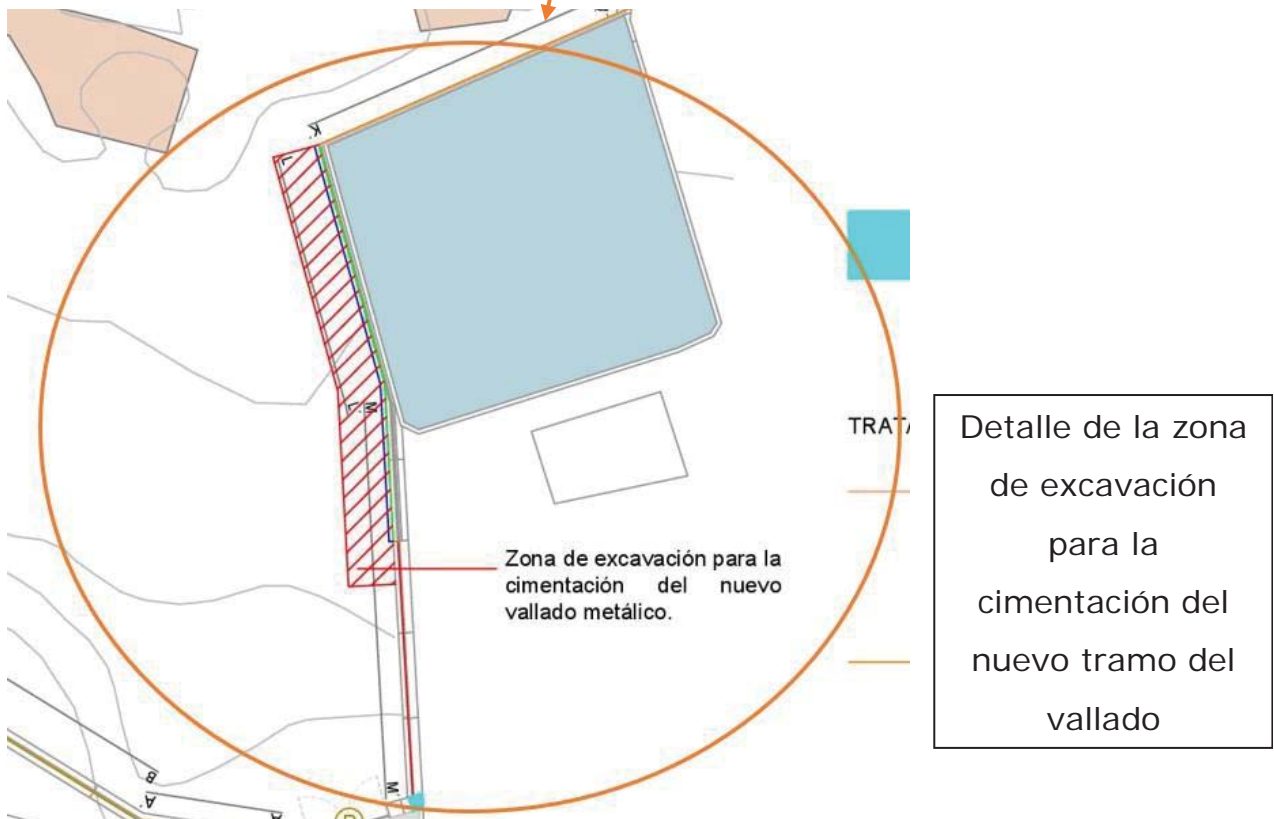 K'
L
M'
L'
TRATA
Zona de excavación para la
cimentación del nuevo
vallado metálico.
Detalle de la zona
de excavación
para la
cimentación del
nuevo tramo del
vallado
B
A'
M'